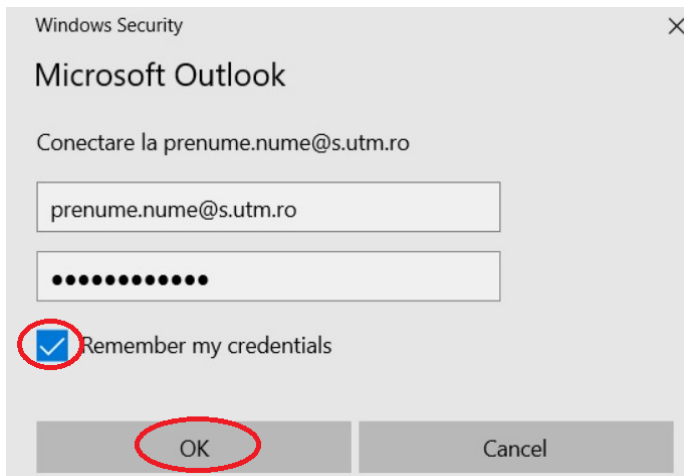 Windows Security
Microsoft Outlook
Conectare la prenume.nume@s.utm.ro
prenume.nume@s.utm.ro
●●●●●●●●●●●●
Remember my credentials
OK
Cancel